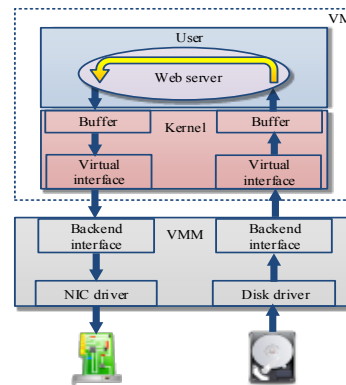 VM
User
Web server
Buffer Kernel Buffer
Virtual interface Virtual interface
Backend interface VMM Backend interface
NIC driver Disk driver